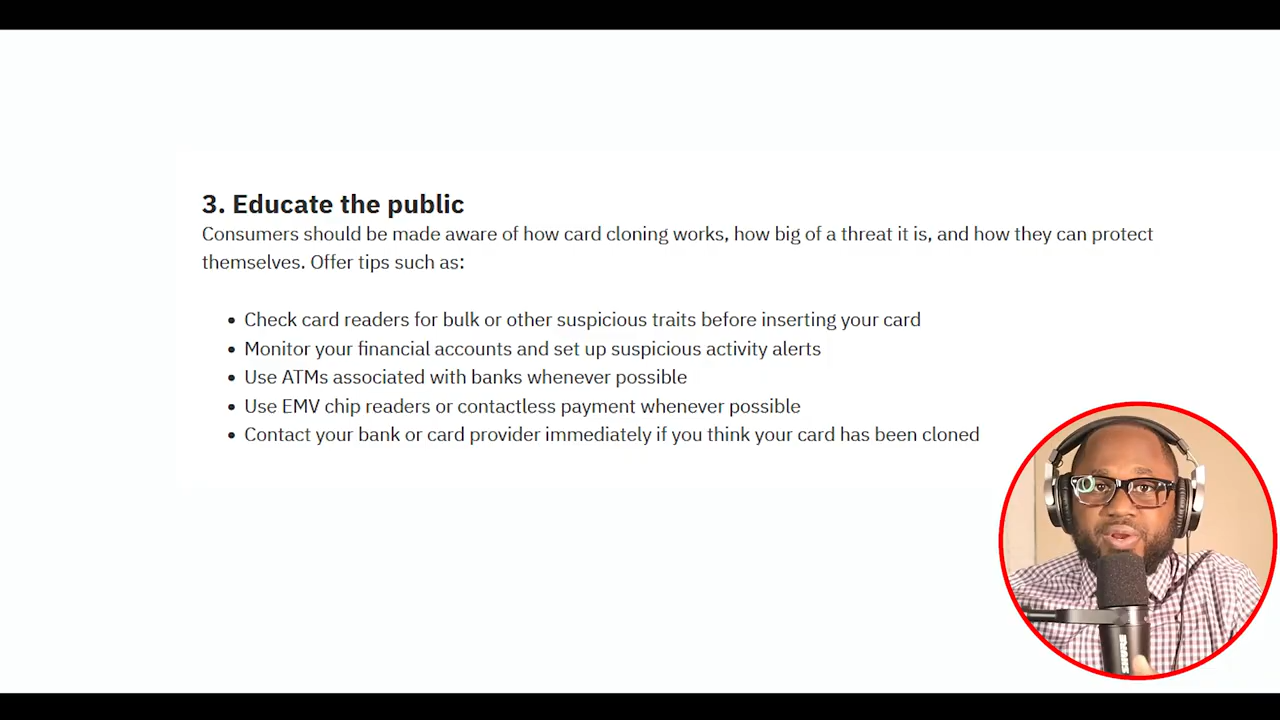 3. Educate the public
Consumers should be made aware of how card cloning works, how big of a threat it is, and how they can protect
themselves. Offer tips such as:
• Check card readers for bulk or other suspicious traits before inserting your card
• Monitor your financial accounts and set up suspicious activity alerts
• Use ATMs associated with banks whenever possible
• Use EMV chip readers or contactless payment whenever possible
• Contact your bank or card provider immediately if you think your card has been cloned
SHURE